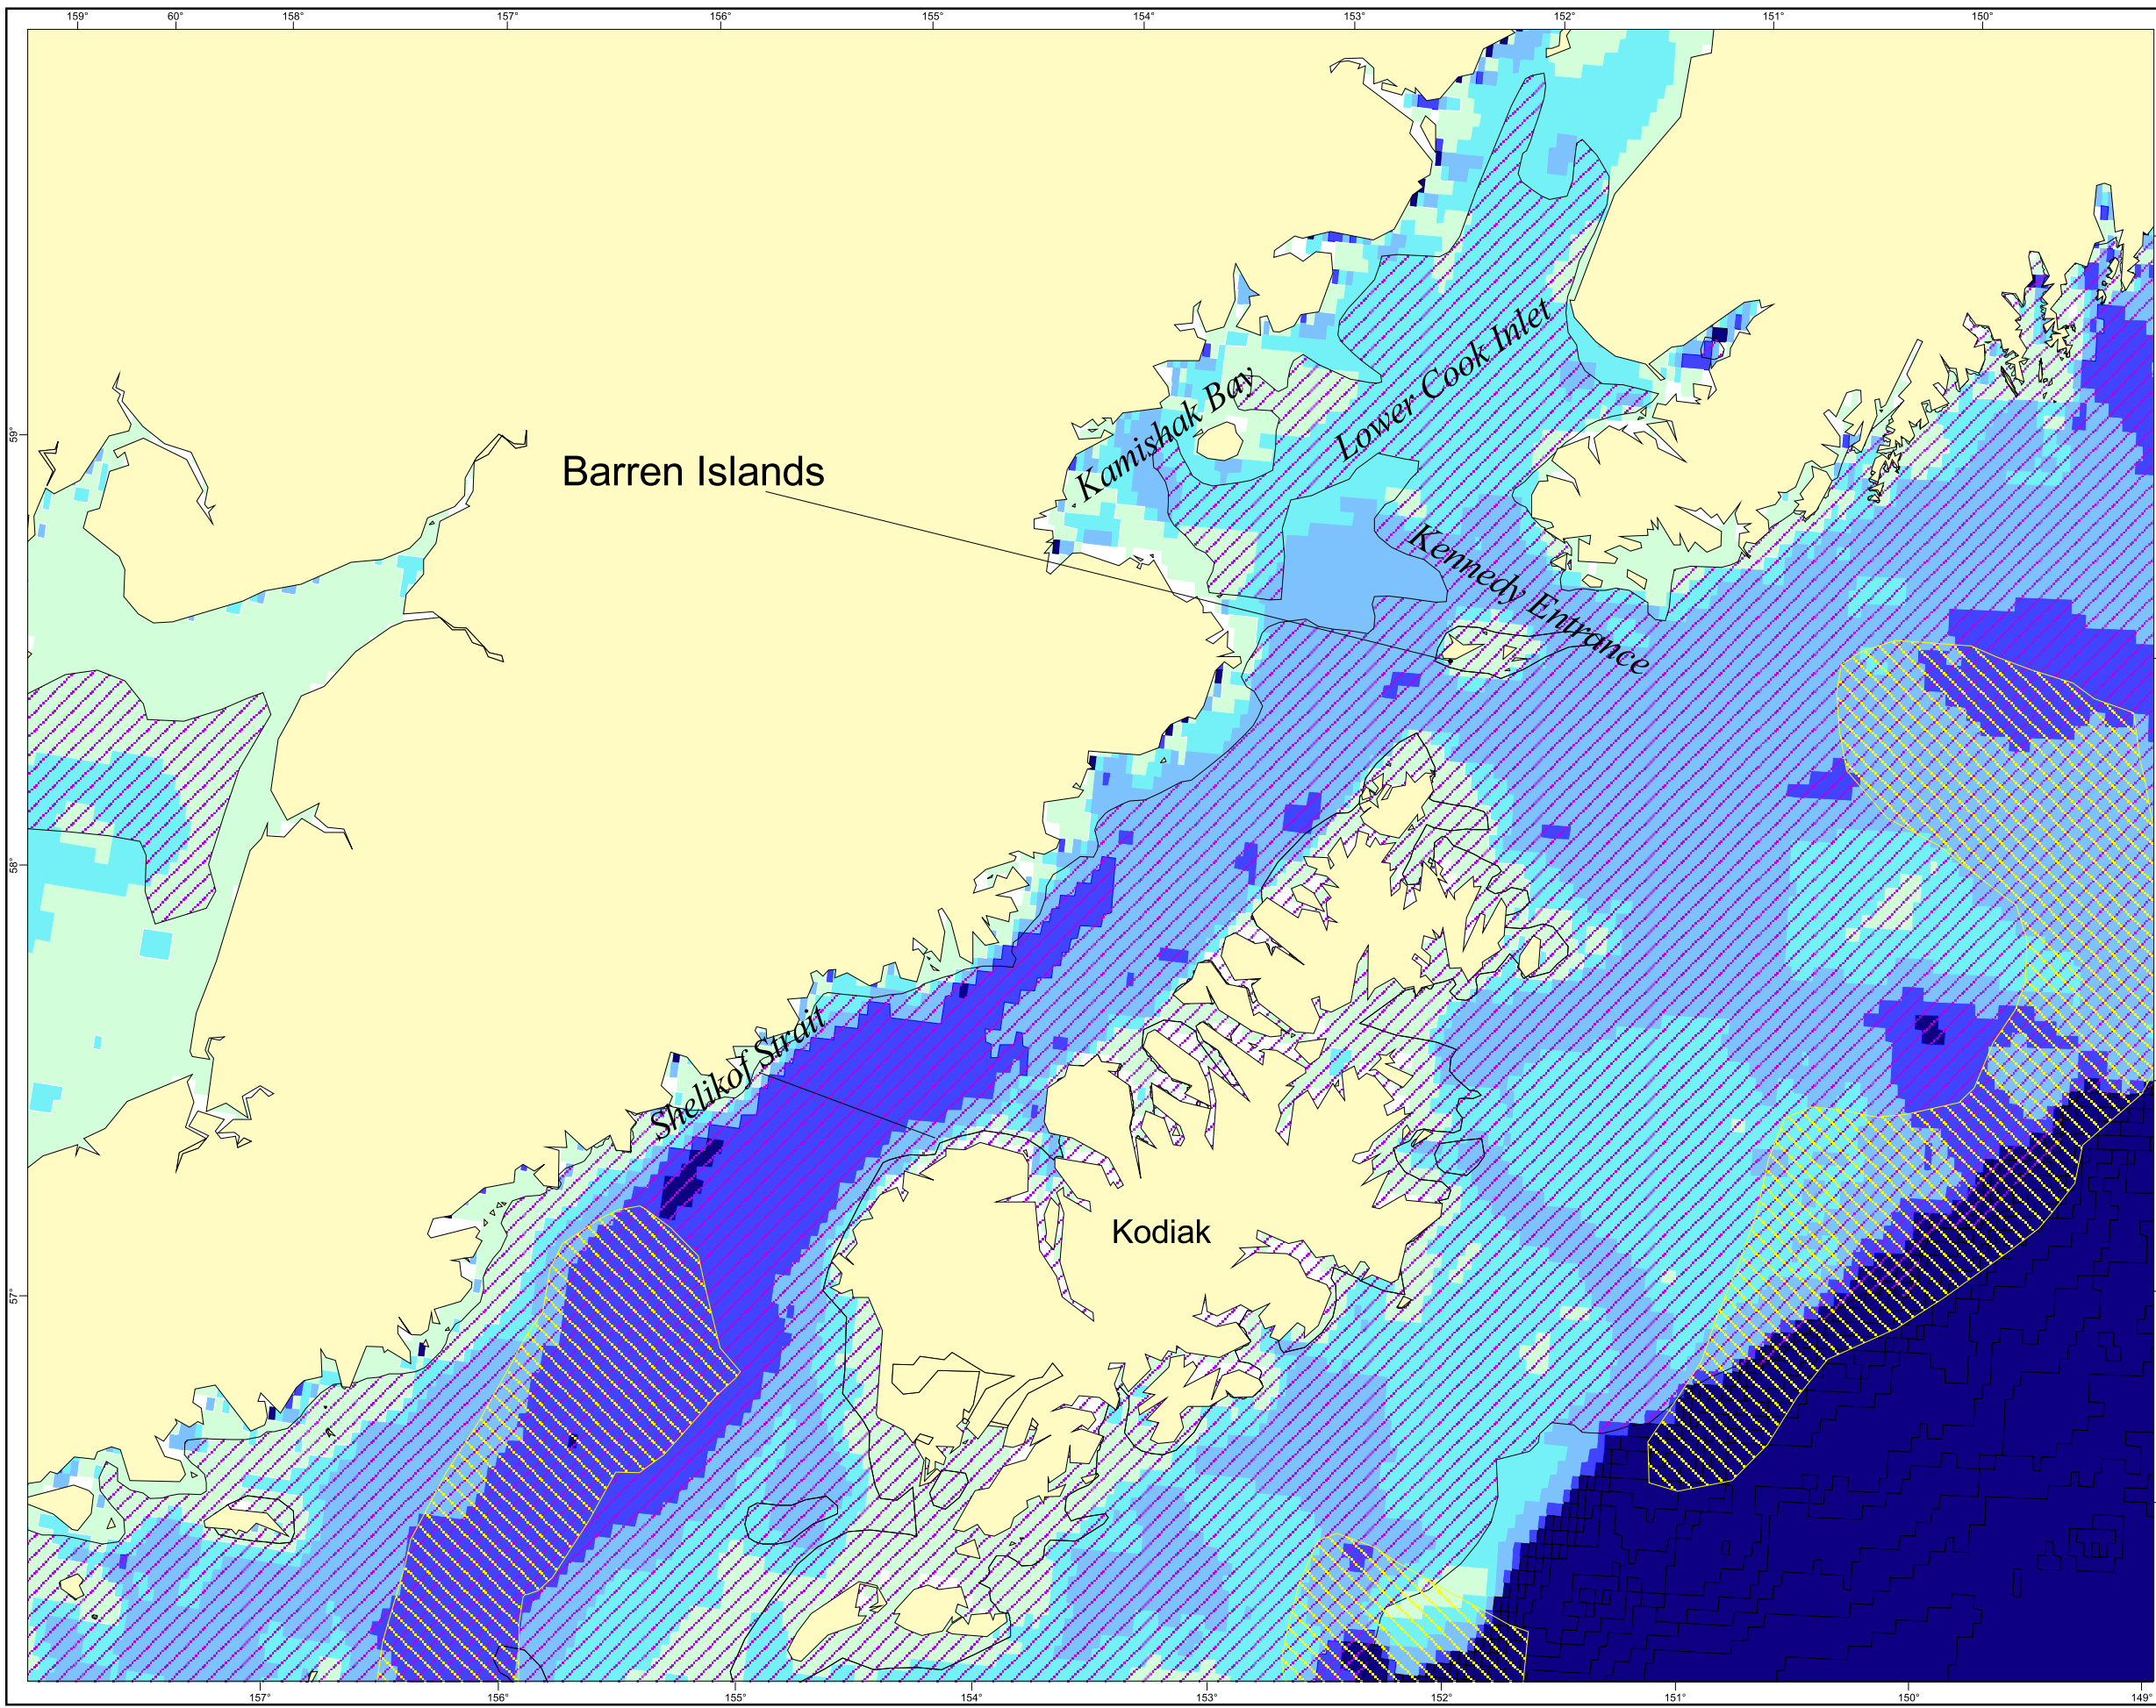 159° 60° 158° 157° 156° 155° 154° 153° 152° 151° 150°
Lower Cook Inlet
Kamishak Bay
59°
Barren Islands
Kennedy Entrance
58°
Shelikof Strait
Kodiak
57°
157° 156° 155° 154° 153° 152° 151° 150° 149°